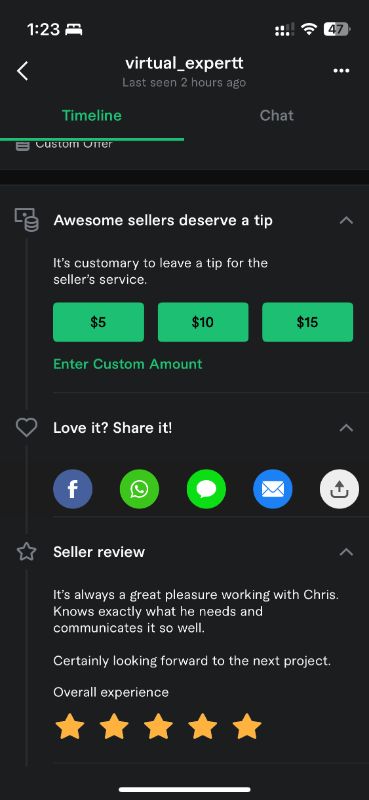 1:23
47
virtual_expertt
Last seen 2 hours ago
Timeline
Chat
Custom Offer
Awesome sellers deserve a tip
It's customary to leave a tip for the
seller's service.
$5
$10
$15
Enter Custom Amount
Love it? Share it!
f
Seller review
It's always a great pleasure working with Chris.
Knows exactly what he needs and
communicates it so well.
Certainly looking forward to the next project.
Overall experience